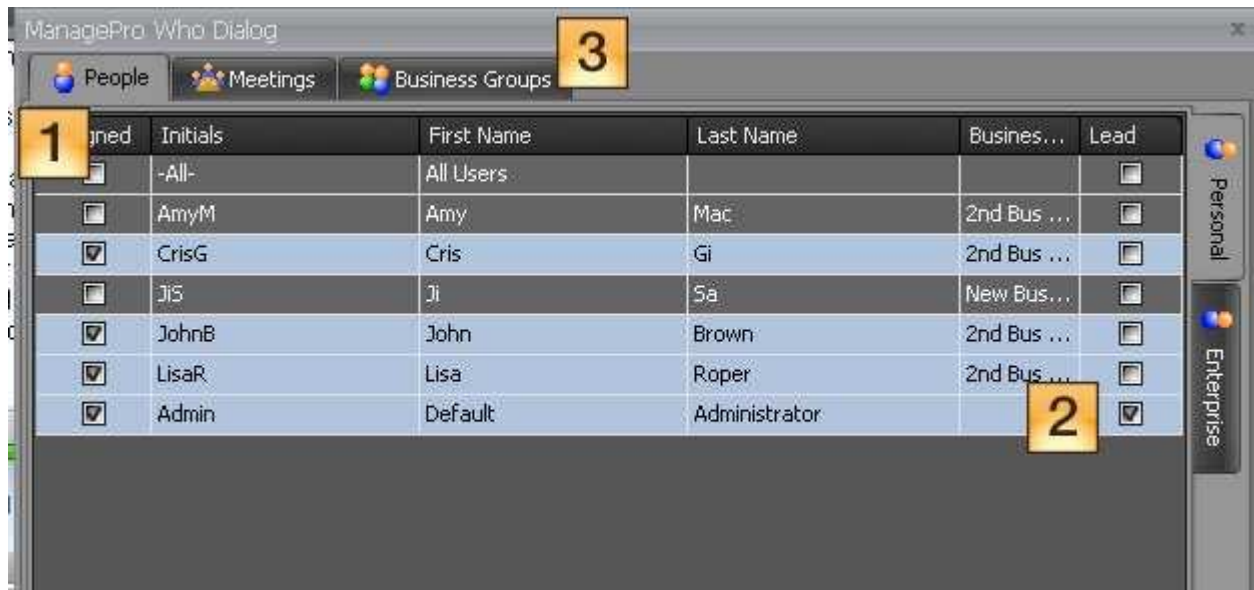 ManagePro Who Dialog
People Meetings Business Groups 3
1 gned Initials First Name Last Name Busines... Lead
-All- All Users
AmyM Amy Mac 2nd Bus ...
CrisG Cris Gi 2nd Bus ...
JiS Ji Sa New Bus...
JohnB John Brown 2nd Bus ...
LisaR Lisa Roper 2nd Bus ...
Admin Default Administrator 2
Personal
Enterprise